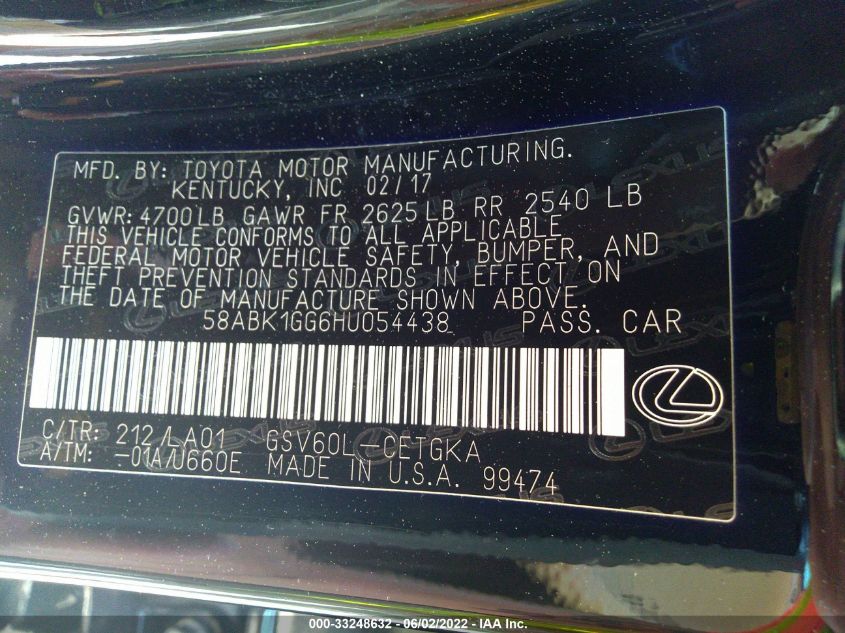 MFD. BY: TOYOTA MOTOR MANUFACTURING.
KENTUCKY, INC 02/17
GVWR: 4700LB GAWR FR 2625LB RR 2540 LB
THIS VEHICLE CONFORMS TO ALL APPLICABLE
FEDERAL MOTOR VEHICLE SAFETY, BUMPER, AND
THEFT PREVENTION STANDARDS IN EFFECT ON
THE DATE OF MANUFACTURE SHOWN ABOVE.
58ABK1GG6HU054438 PASS. CAR
C/TR: 212/LA01 GSV60L-CETGKA
A/TM: -01A/U660E MADE IN U.S.A. 99474
000-33248632 - 06/02/2022 - IAA Inc.